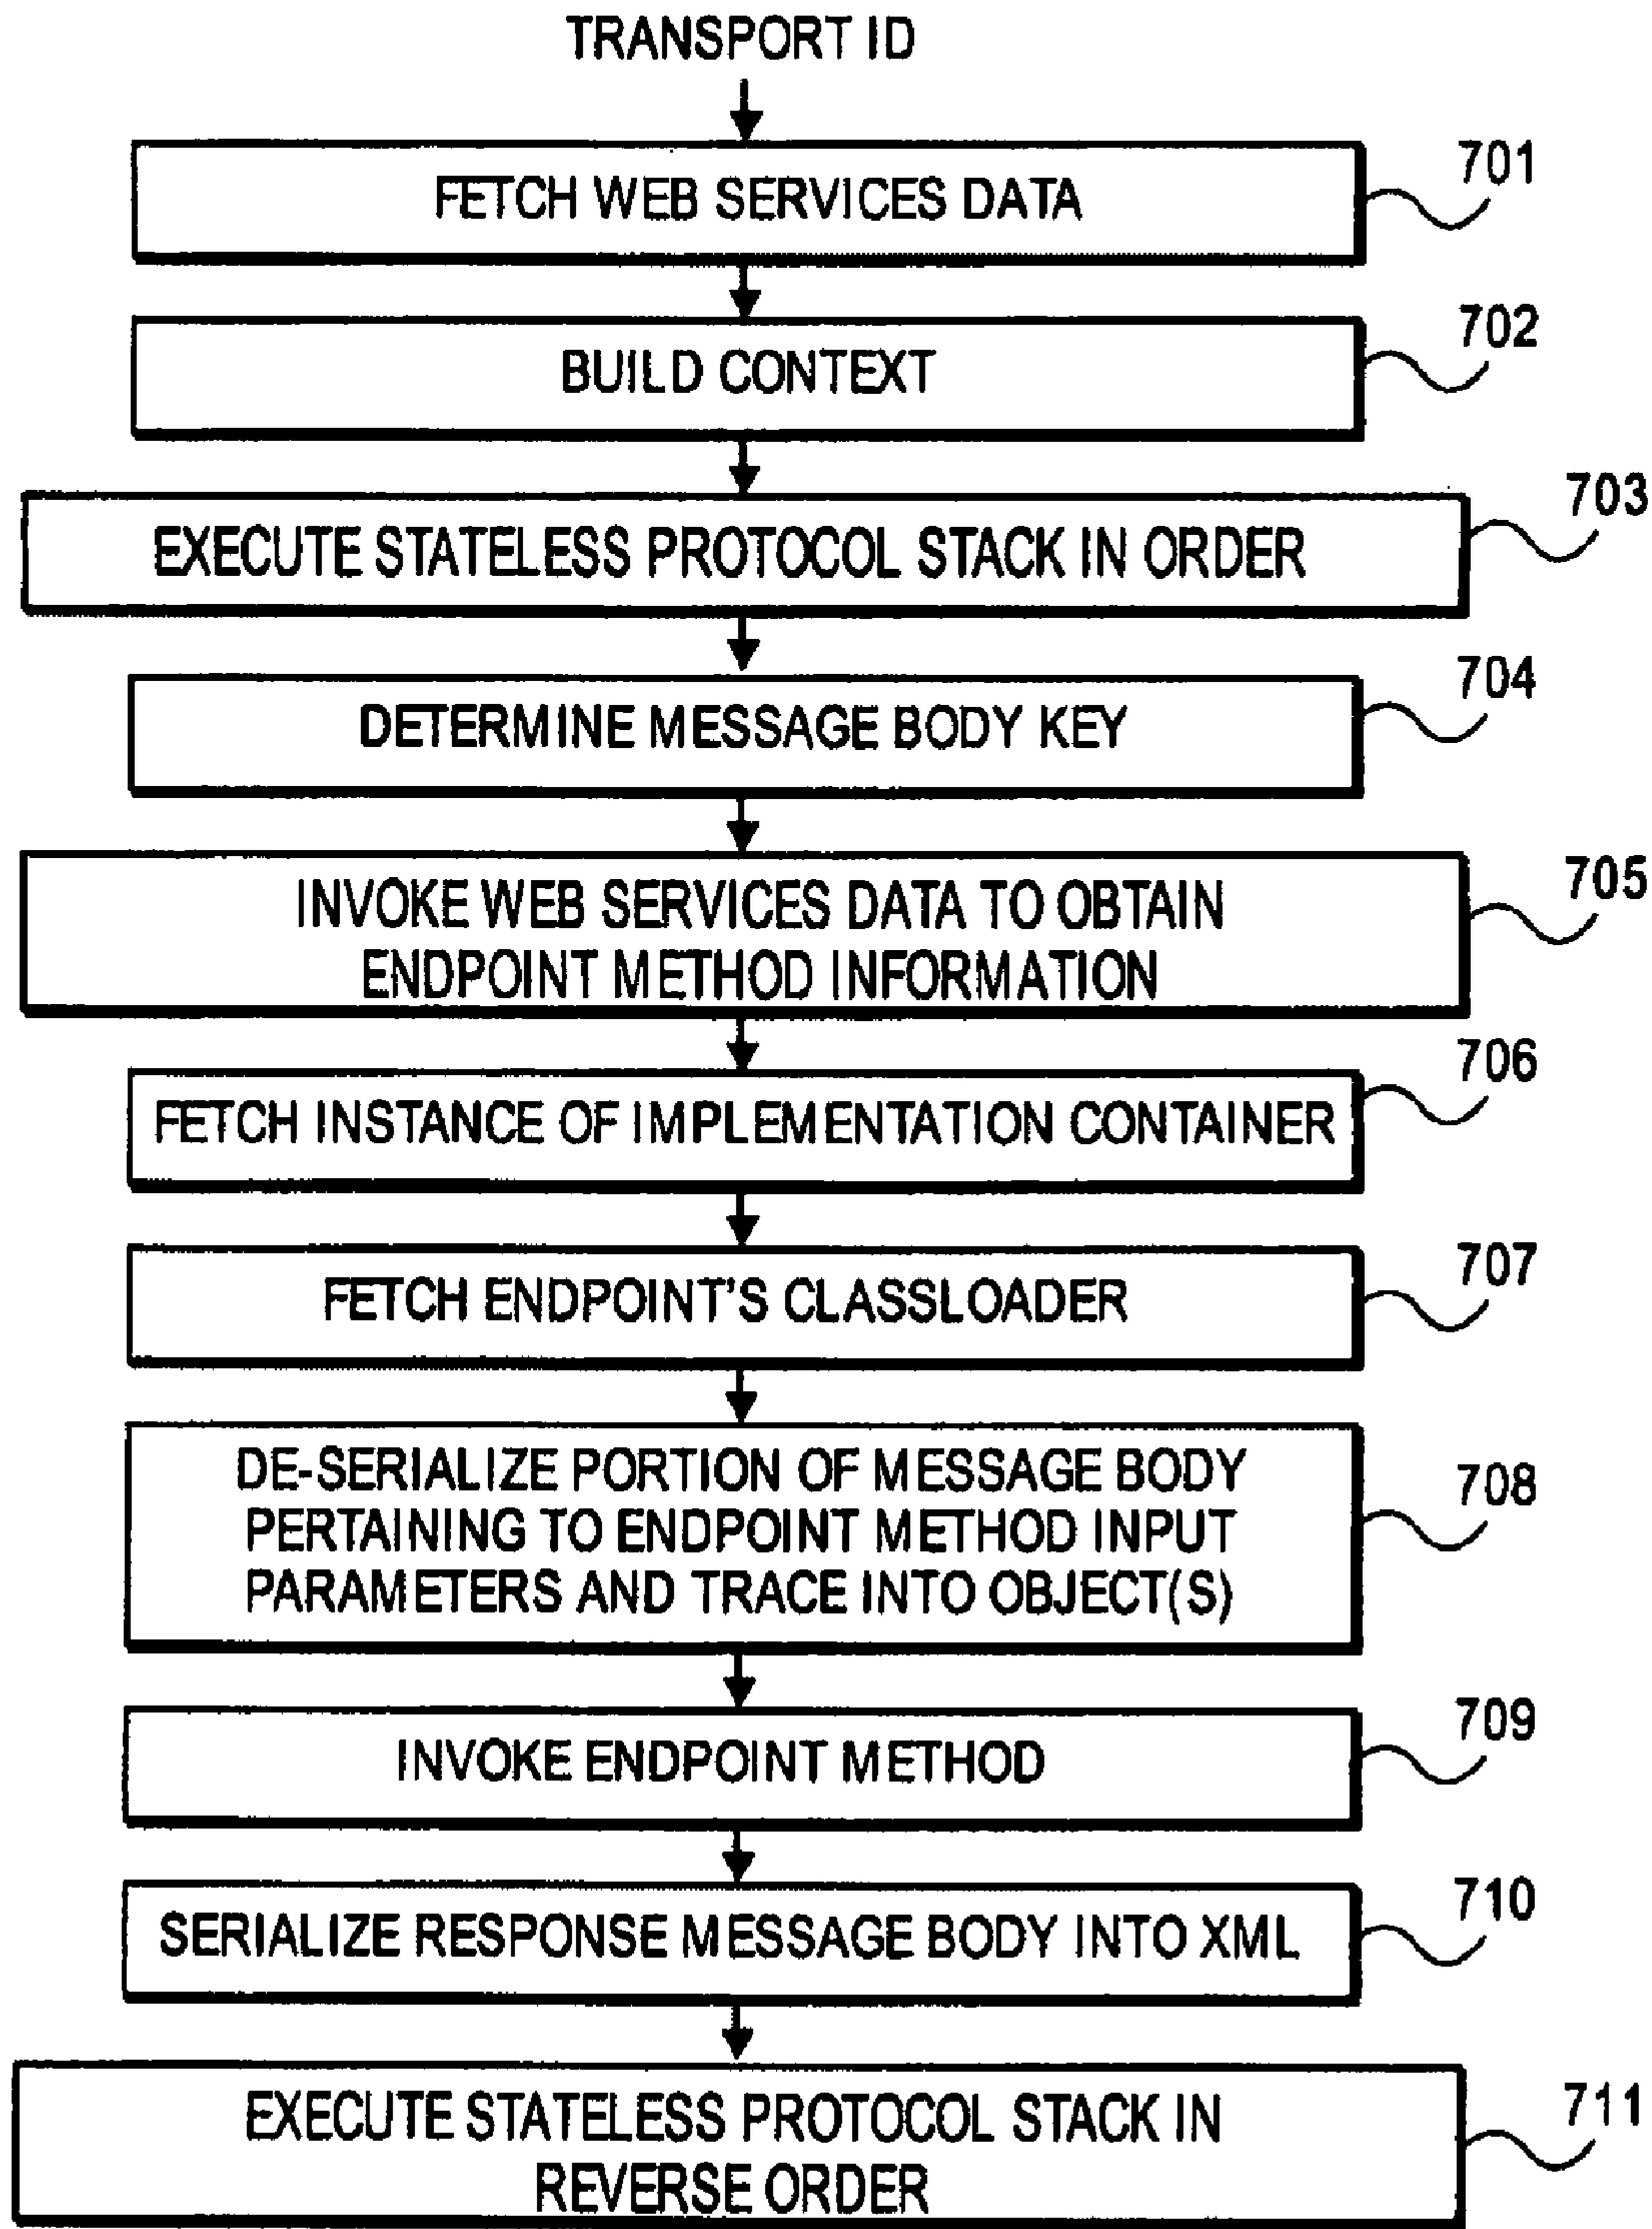 TRANSPORT ID
FETCH WEB SERVICES DATA
701
BUILD CONTEXT
702
EXECUTE STATELESS PROTOCOL STACK IN ORDER
703
DETERMINE MESSAGE BODY KEY
704
INVOKE WEB SERVICES DATA TO OBTAIN
ENDPOINT METHOD INFORMATION
705
FETCH INSTANCE OF IMPLEMENTATION CONTAINER
706
FETCH ENDPOINT'S CLASSLOADER
707
DE-SERIALIZE PORTION OF MESSAGE BODY
PERTAINING TO ENDPOINT METHOD INPUT
PARAMETERS AND TRACE INTO OBJECT(S)
708
INVOKE ENDPOINT METHOD
709
SERIALIZE RESPONSE MESSAGE BODY INTO XML
710
EXECUTE STATELESS PROTOCOL STACK IN
REVERSE ORDER
711